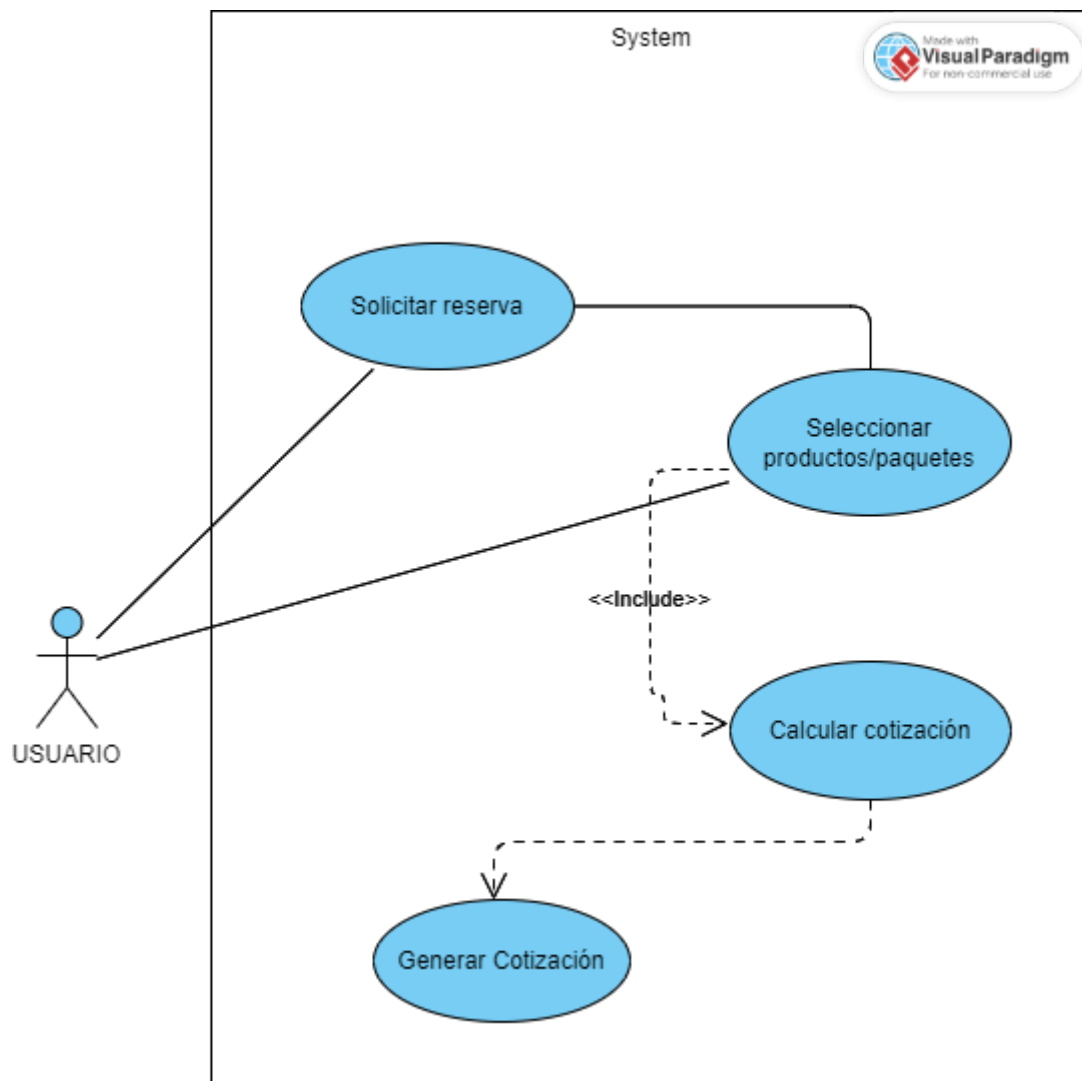 System
Made with
Visual Paradigm
For non-commercial use
Solicitar reserva
Seleccionar
productos/paquetes
<<Include>>
USUARIO
Calcular cotización
Generar Cotización